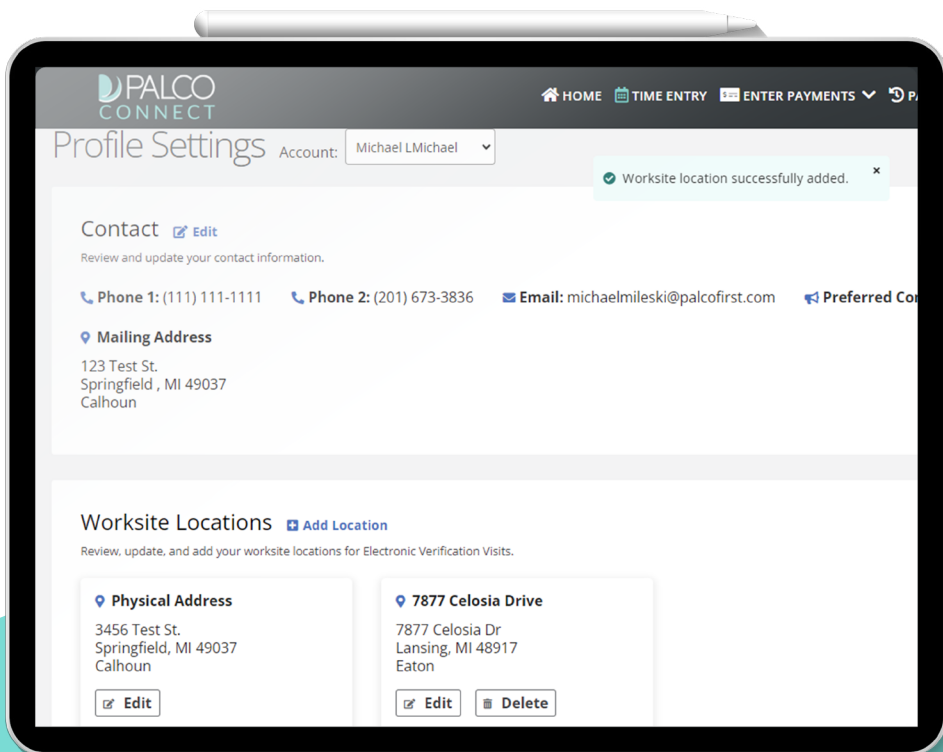 PALCO
CONNECT
HOME TIME ENTRY ENTER PAYMENTS
Profile Settings Account: Michael LMichael
Worksite location successfully added. ×
Contact Edit
Review and update your contact information.
Phone 1: (111) 111-1111 Phone 2: (201) 673-3836 Email: michaelmileski@palcofirst.com Preferred
Mailing Address
123 Test St.
Springfield , MI 49037
Calhoun
Worksite Locations Add Location
Review, update, and add your worksite locations for Electronic Verification Visits.
Physical Address
3456 Test St.
Springfield, MI 49037
Calhoun
Edit
7877 Celosia Drive
7877 Celosia Dr
Lansing, MI 48917
Eaton
Edit Delete